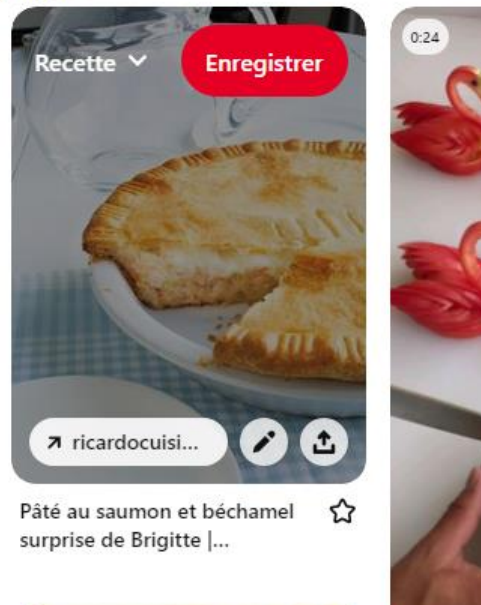 Recette
Enregistrer
0:24
ricardocuisi...
Pâté au saumon et béchamel
surprise de Brigitte |...